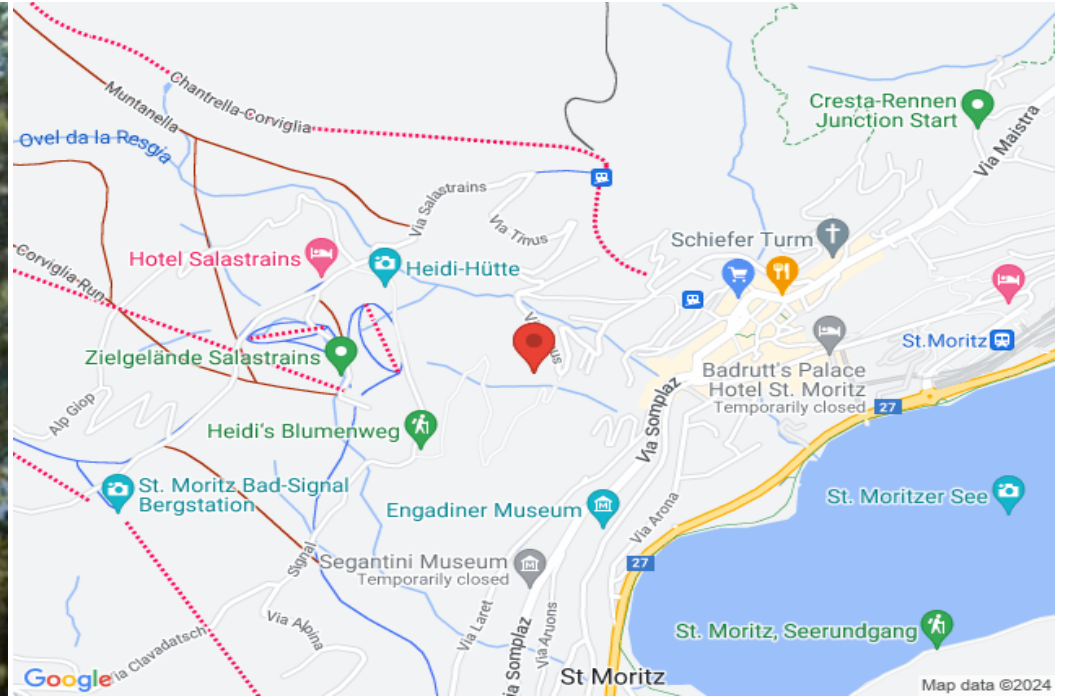 Chantrella-Corviglia
Muntanella
Ovel da la Resgia
Cresta-Rennen
Junction Start
Via Maistra
Via Salastrains
Via Tinus
Schiefer Turm
Hotel Salastrains
Heidi-Hütte
Corviglia-Run
Zielgelände Salastrains
St.Moritz
Badrutt's Palace
Hotel St. Moritz
Temporarily closed
27
Alp Giop
Heidi's Blumenweg
Via Somplaz
St. Moritz Bad-Signal
Bergstation
Engadiner Museum
Via Arona
St. Moritzer See
Signal
Segantini Museum
Temporarily closed
27
Via Alpina
Via Laret
Via Aruons
St. Moritz, Seerundgang
Via Clavadatsch
Via Somplaz
St Moritz
Google
Map data ©2024